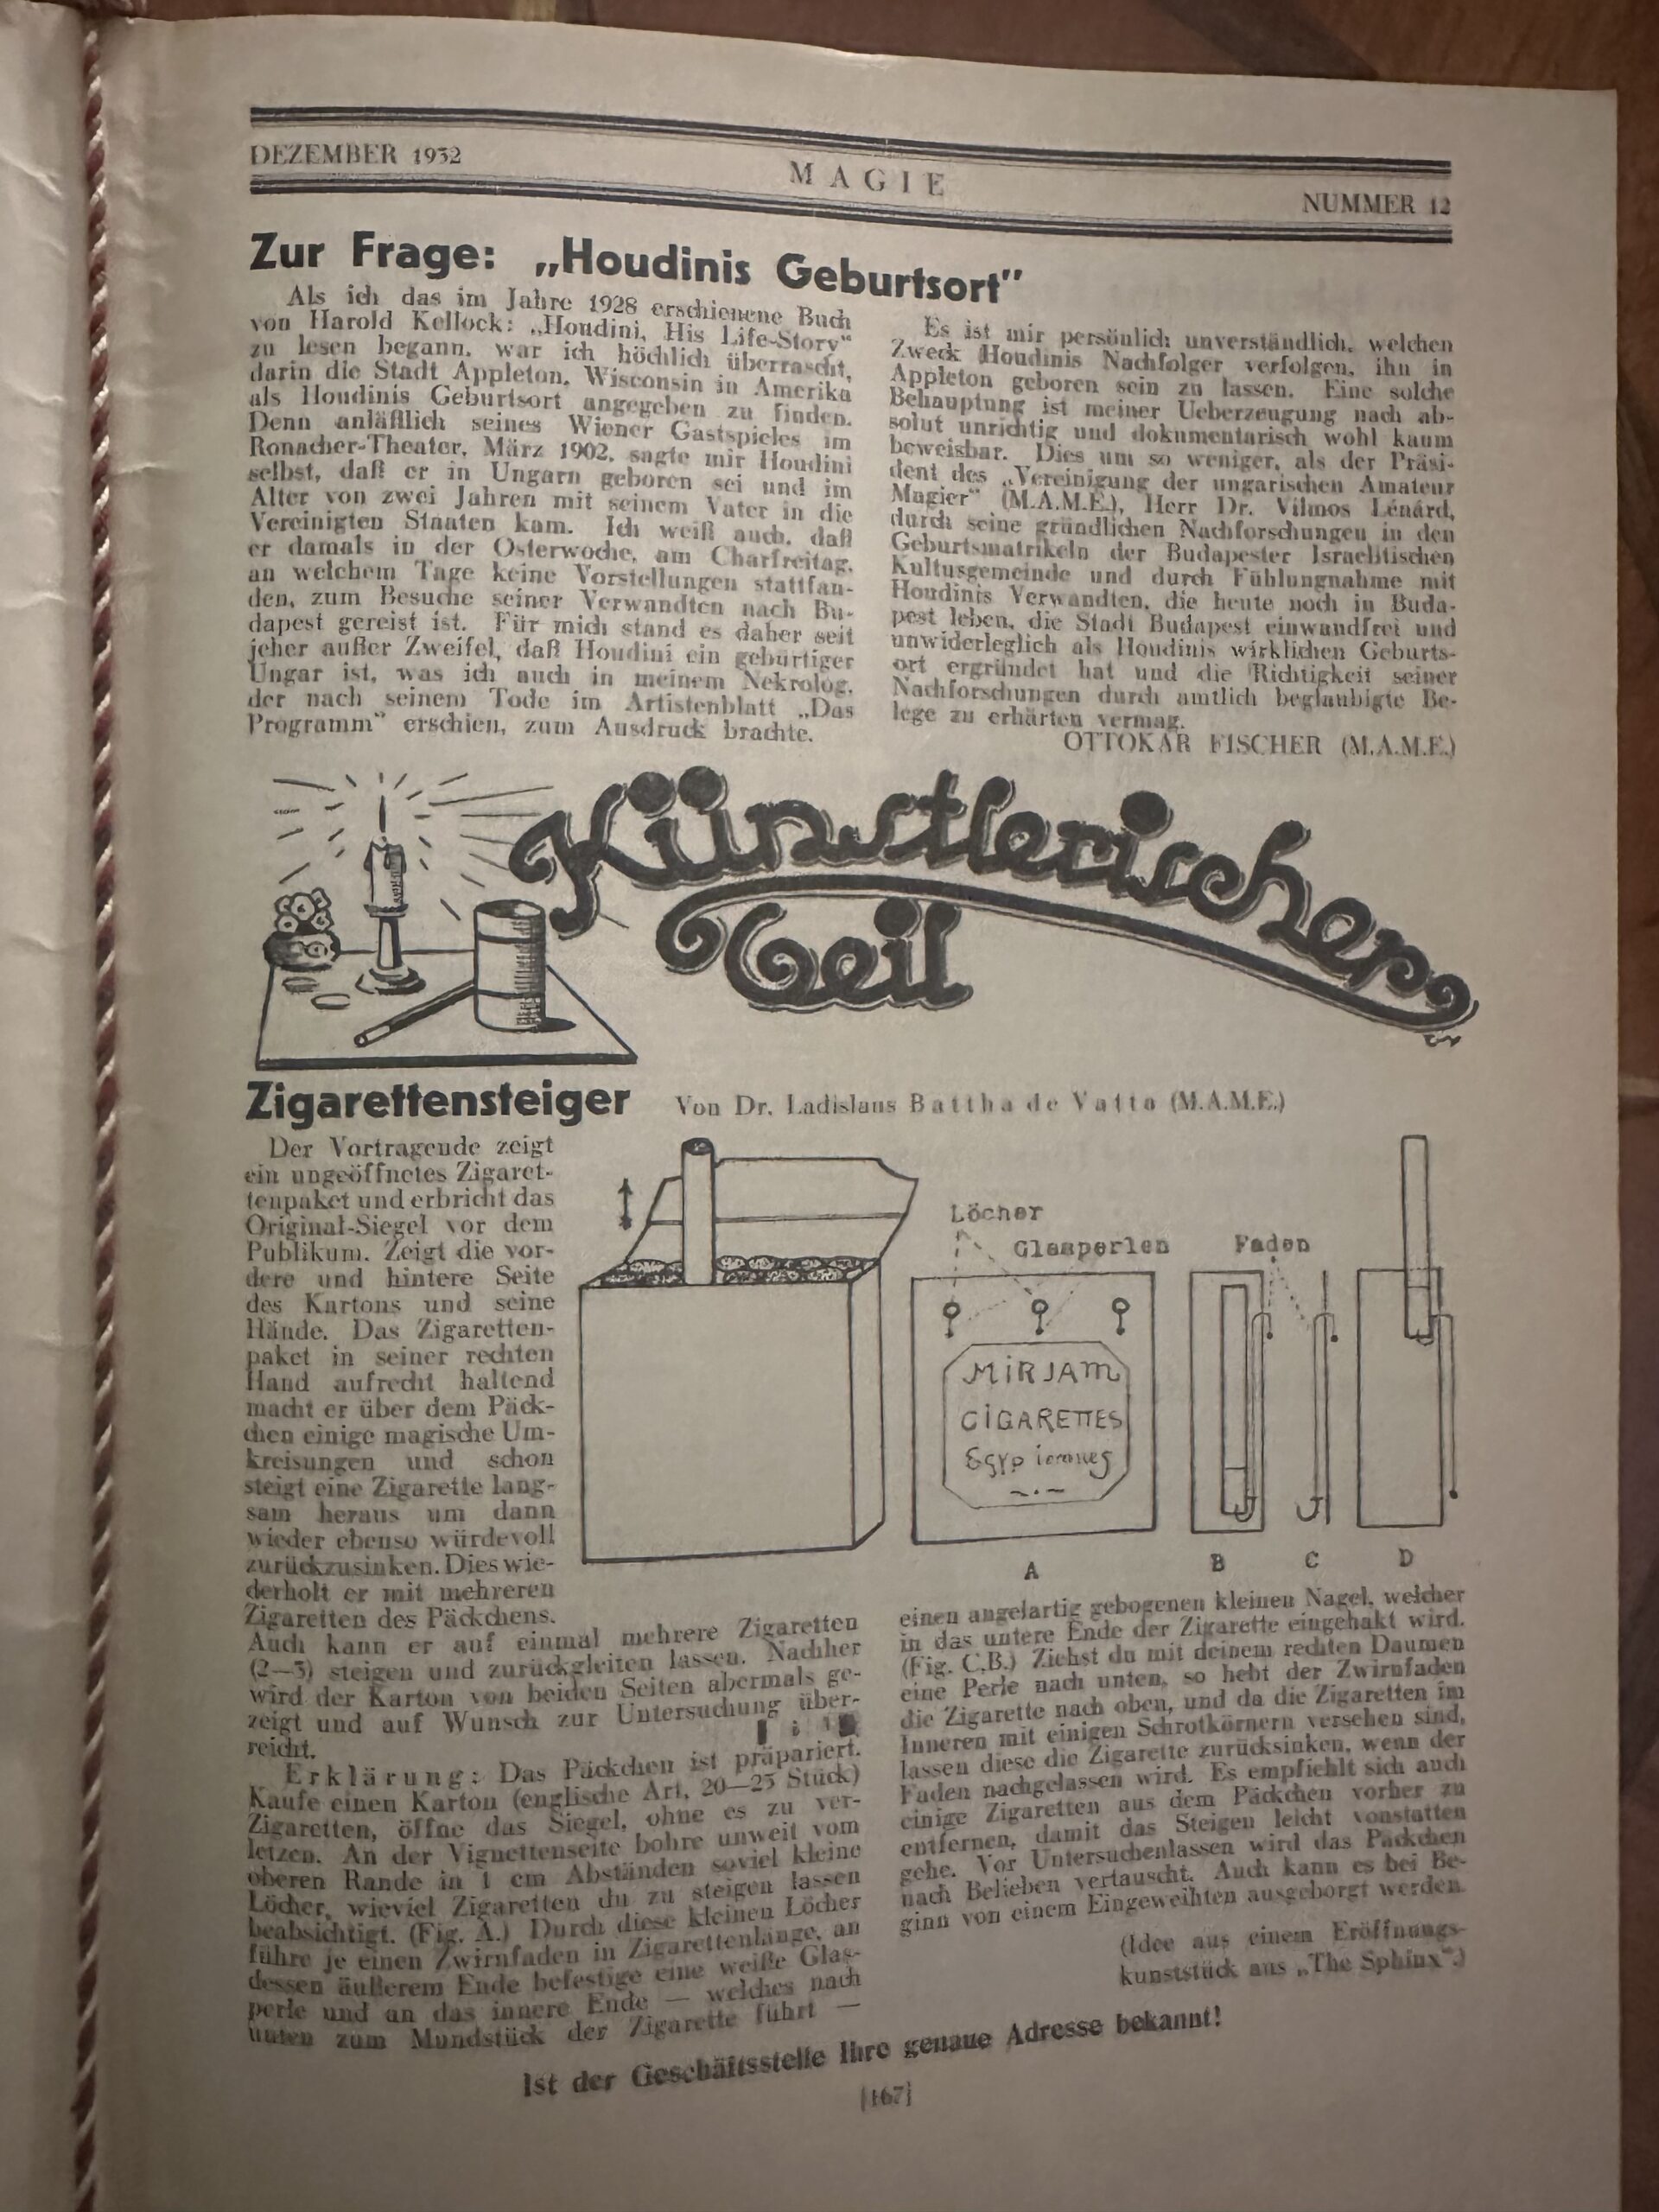 DEZEMBER 1932
MAGIE
NUMMER 12
Zur Frage: „Houdinis Geburtsort"
Als ich das im Jahre 1928 erschienene Buch
von Harold Kellock: „Houdini, His Life-Story"
zu lesen begann, war ich höchlich überrascht,
darin die Stadt Appleton, Wisconsin in Amerika
als Houdinis Geburtsort angegeben zu finden.
Denn anläßlich seines Wiener Gastspieles im
Ronacher-Theater, März 1902, sagte mir Houdini
selbst, daß er in Ungarn geboren sei und im
Alter von zwei Jahren mit seinem Vater in die
Vereinigten Staaten kam. Ich weiß auch, daß
er damals in der Osterwoche, am Charfreitag,
an welchem Tage keine Vorstellungen stattfan-
den, zum Besuche seiner Verwandten nach Bu-
dapest gereist ist. Für mich stand es daher seit
jeher außer Zweifel, daß Houdini ein gebürtiger
Ungar ist, was ich auch in meinem Nekrolog,
der nach seinem Tode im Artistenblatt „Das
Programm" erschien, zum Ausdruck brachte.
Es ist mir persönlich unverständlich, welchen
Zweck Houdinis Nachfolger verfolgen, ihn in
Appleton geboren sein zu lassen. Eine solche
Behauptung ist meiner Ueberzeugung nach ab-
solut unrichtig und dokumentarisch wohl kaum
beweisbar. Dies um so weniger, als der Präsi-
dent des „Vereinigung der ungarischen Amateur
Magier" (M.A.M.E.), Herr Dr. Vilmos Lénárd,
durch seine gründlichen Nachforschungen in den
Geburtsmatrikeln der Budapester Israelitischen
Kultusgemeinde und durch Fühlungnahme mit
Houdinis Verwandten, die heute noch in Buda-
pest leben, die Stadt Budapest einwandfrei und
unwiderleglich als Houdinis wirklichen Geburts-
ort ergründet hat und die Richtigkeit seiner
Nachforschungen durch amtlich beglaubigte Be-
lege zu erhärten vermag.
OTTOKAR FISCHER (M.A.M.E.)
Künstlerischer
Teil
Zigarettensteiger Von Dr. Ladislaus Battha de Vatta (M.A.M.E.)
Der Vortragende zeigt
ein ungeöffnetes Zigaret-
tenpaket und erbricht das
Original-Siegel vor dem
Publikum. Zeigt die vor-
dere und hintere Seite
des Kartons und seine
Hände. Das Zigaretten-
paket in seiner rechten
Hand aufrecht haltend
macht er über dem Päck-
chen einige magische Um-
kreisungen und schon
steigt eine Zigarette lang-
sam heraus um dann
wieder ebenso würdevoll
zurückzusinken. Dies wie-
derholt er mit mehreren
Zigaretten des Päckchens.
Löcher
Glasperlen
Faden
MIRJAM
CIGARETTES
A
B
C
D
Auch kann er auf einmal mehrere Zigaretten
(2—3) steigen und zurückgleiten lassen. Nachher
wird der Karton von beiden Seiten abermals ge-
zeigt und auf Wunsch zur Untersuchung über-
reicht.
Erklärung: Das Päckchen ist präpariert.
Kaufe einen Karton (englische Art, 20—25 Stück)
Zigaretten, öffne das Siegel, ohne es zu ver-
letzen. An der Vignettenseite bohre unweit vom
oberen Rande in 1 cm Abständen soviel kleine
Löcher, wieviel Zigaretten du zu steigen lassen
beabsichtigt. (Fig. A.) Durch diese kleinen Löcher
führe je einen Zwirnfaden in Zigarettenlänge, an
dessen äußerem Ende befestige eine weiße Glas-
perle und an das innere Ende — welches nach
unten zum Mundstück der Zigarette führt —
einen angelartig gebogenen kleinen Nagel, welcher
in das untere Ende der Zigarette eingehakt wird.
(Fig. C.B.) Ziehst du mit deinem rechten Daumen
eine Perle nach unten, so hebt der Zwirnfaden
die Zigarette nach oben, und da die Zigaretten im
Inneren mit einigen Schrotkörnern versehen sind,
lassen diese die Zigarette zurücksinken, wenn der
Faden nachgelassen wird. Es empfiehlt sich auch
einige Zigaretten aus dem Päckchen vorher zu
entfernen, damit das Steigen leicht vonstatten
gehe. Vor Untersuchenlassen wird das Päckchen
nach Belieben vertauscht. Auch kann es bei Be-
ginn von einem Eingeweihten ausgeborgt werden.
(Idee aus einem Eröffnungs-
kunststück aus „The Sphinx".)
Ist der Geschäftsstelle Ihre genaue Adresse bekannt!
[167]